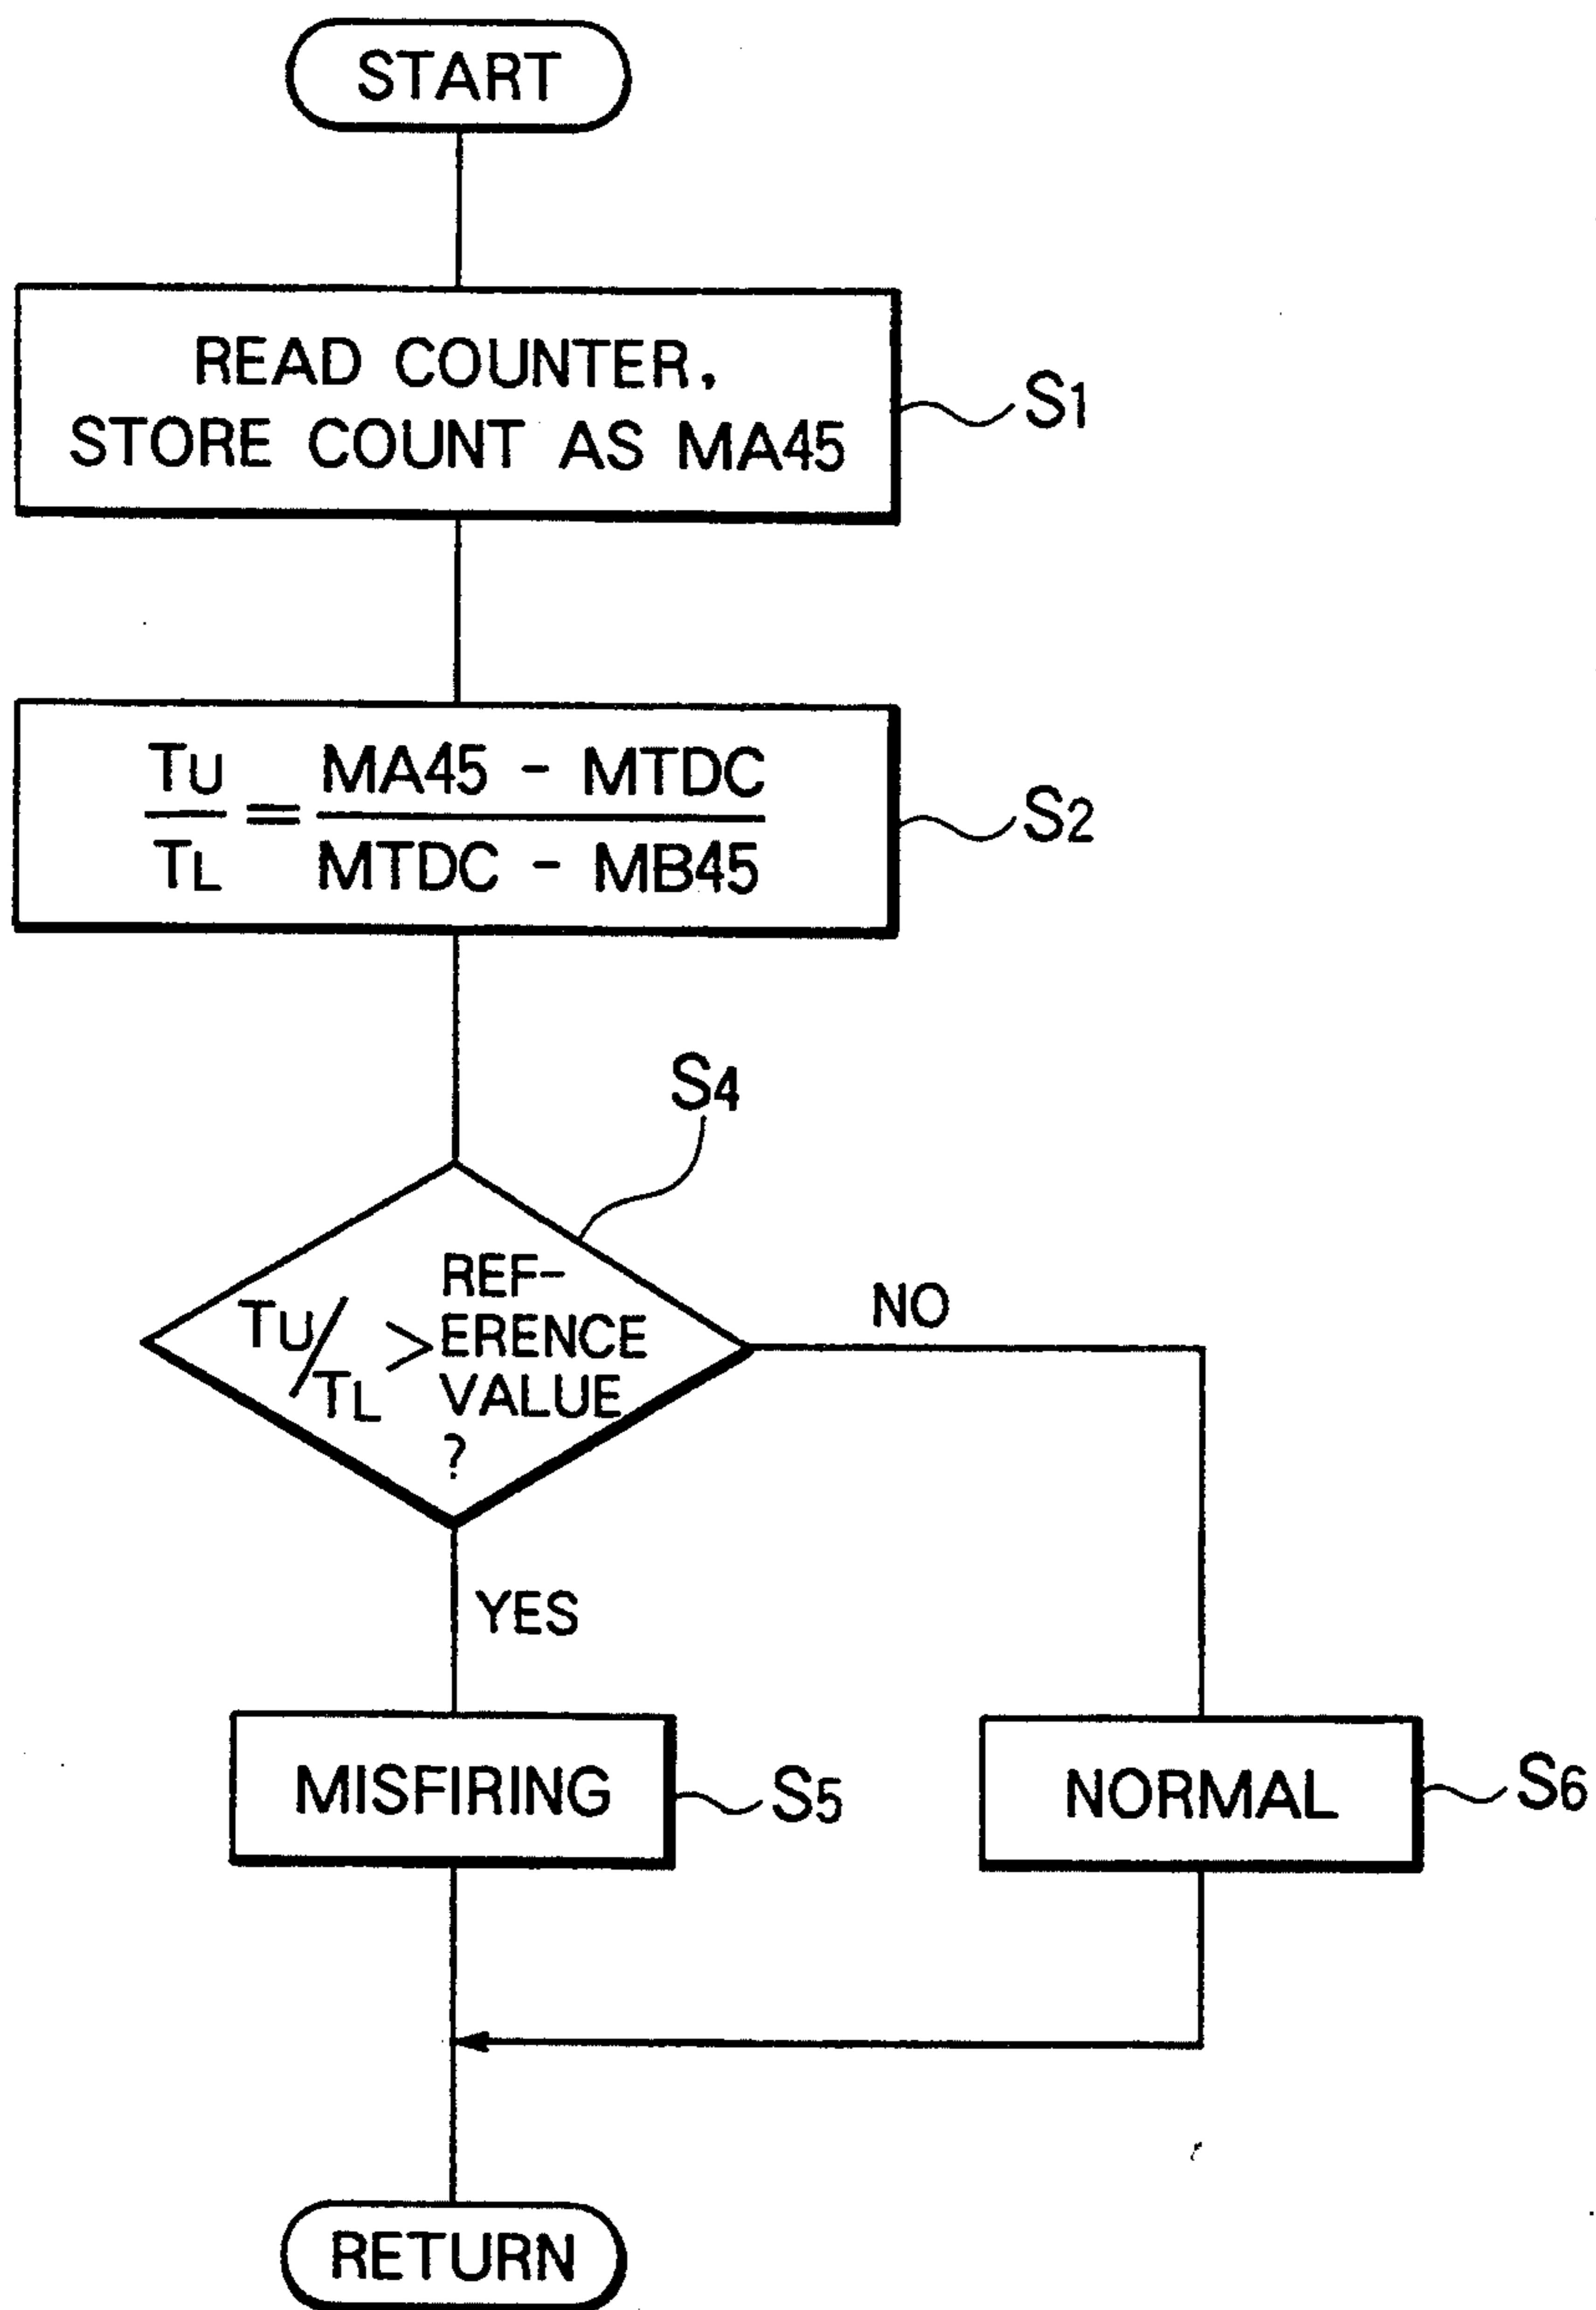 START
READ COUNTER,
STORE COUNT AS MA45
S1
TU / TL = MA45 - MTDC / MTDC - MB45
S2
S4
TU/TL > REF-
ERENCE
VALUE
?
NO
YES
MISFIRING
S5
NORMAL
S6
RETURN